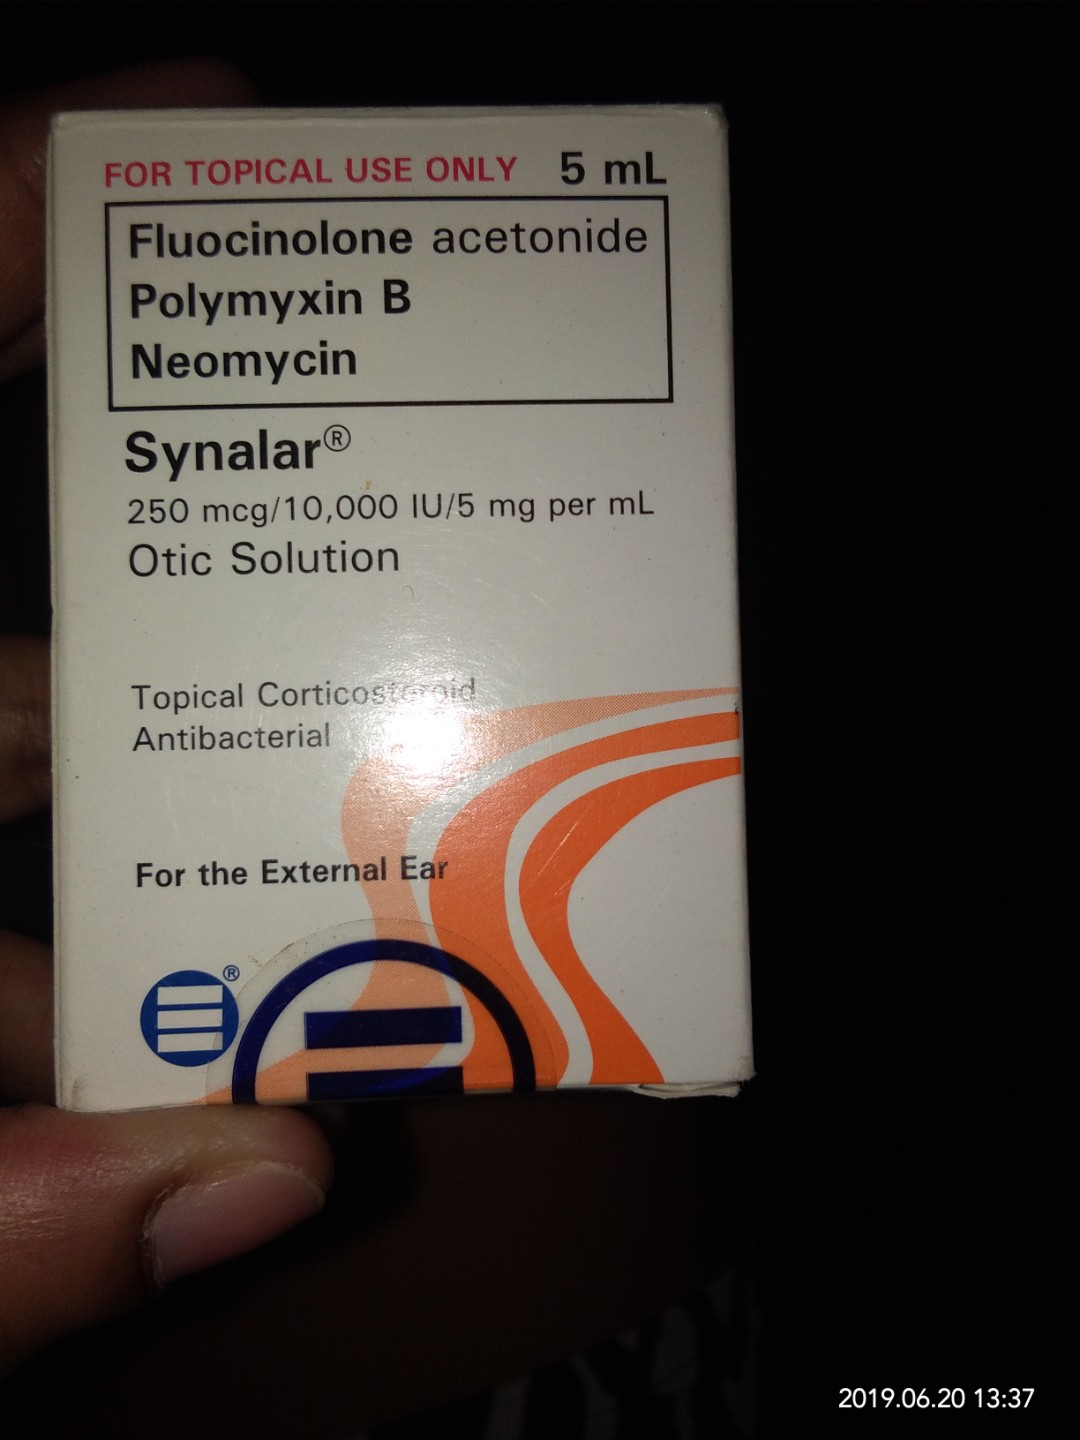 FOR TOPICAL USE ONLY 5 mL
Fluocinolone acetonide
Polymyxin B
Neomycin
Synalar®
250 mcg/10,000 IU/5 mg per mL
Otic Solution
Topical Corticosteroid
Antibacterial
For the External Ear
®
2019.06.20 13:37